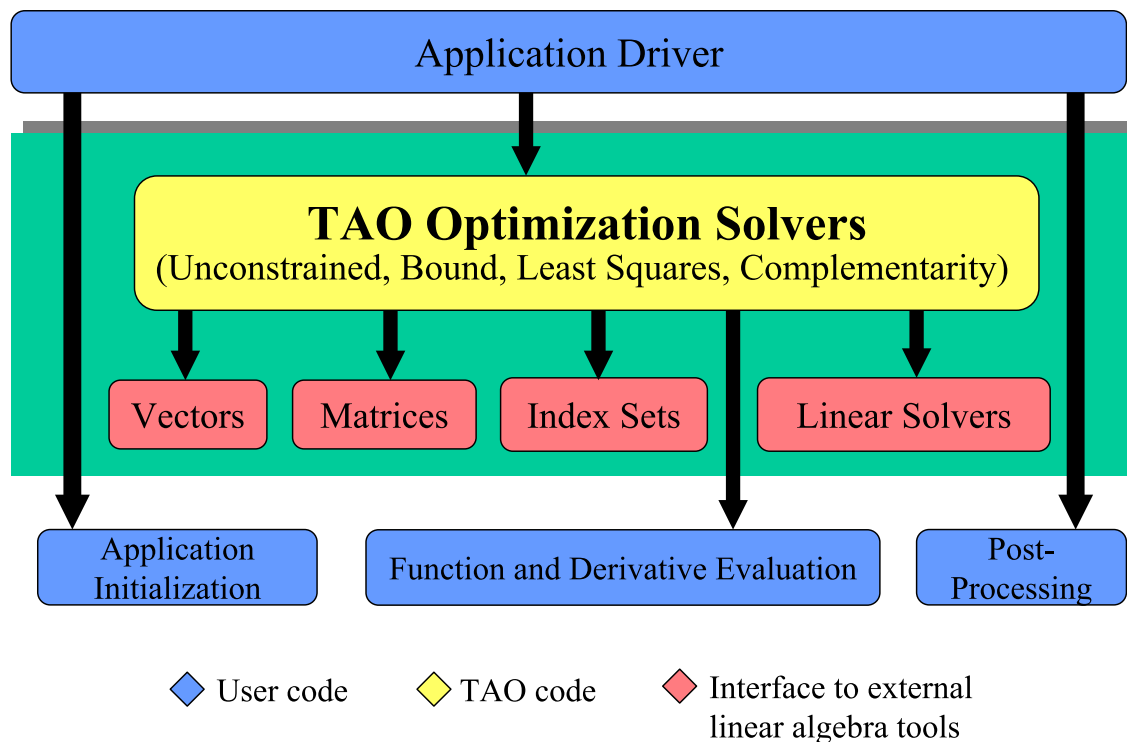 Application Driver
TAO Optimization Solvers
(Unconstrained, Bound, Least Squares, Complementarity)
Vectors
Matrices
Index Sets
Linear Solvers
Application
Initialization
Function and Derivative Evaluation
Post-
Processing
User code
TAO code
Interface to external
linear algebra tools